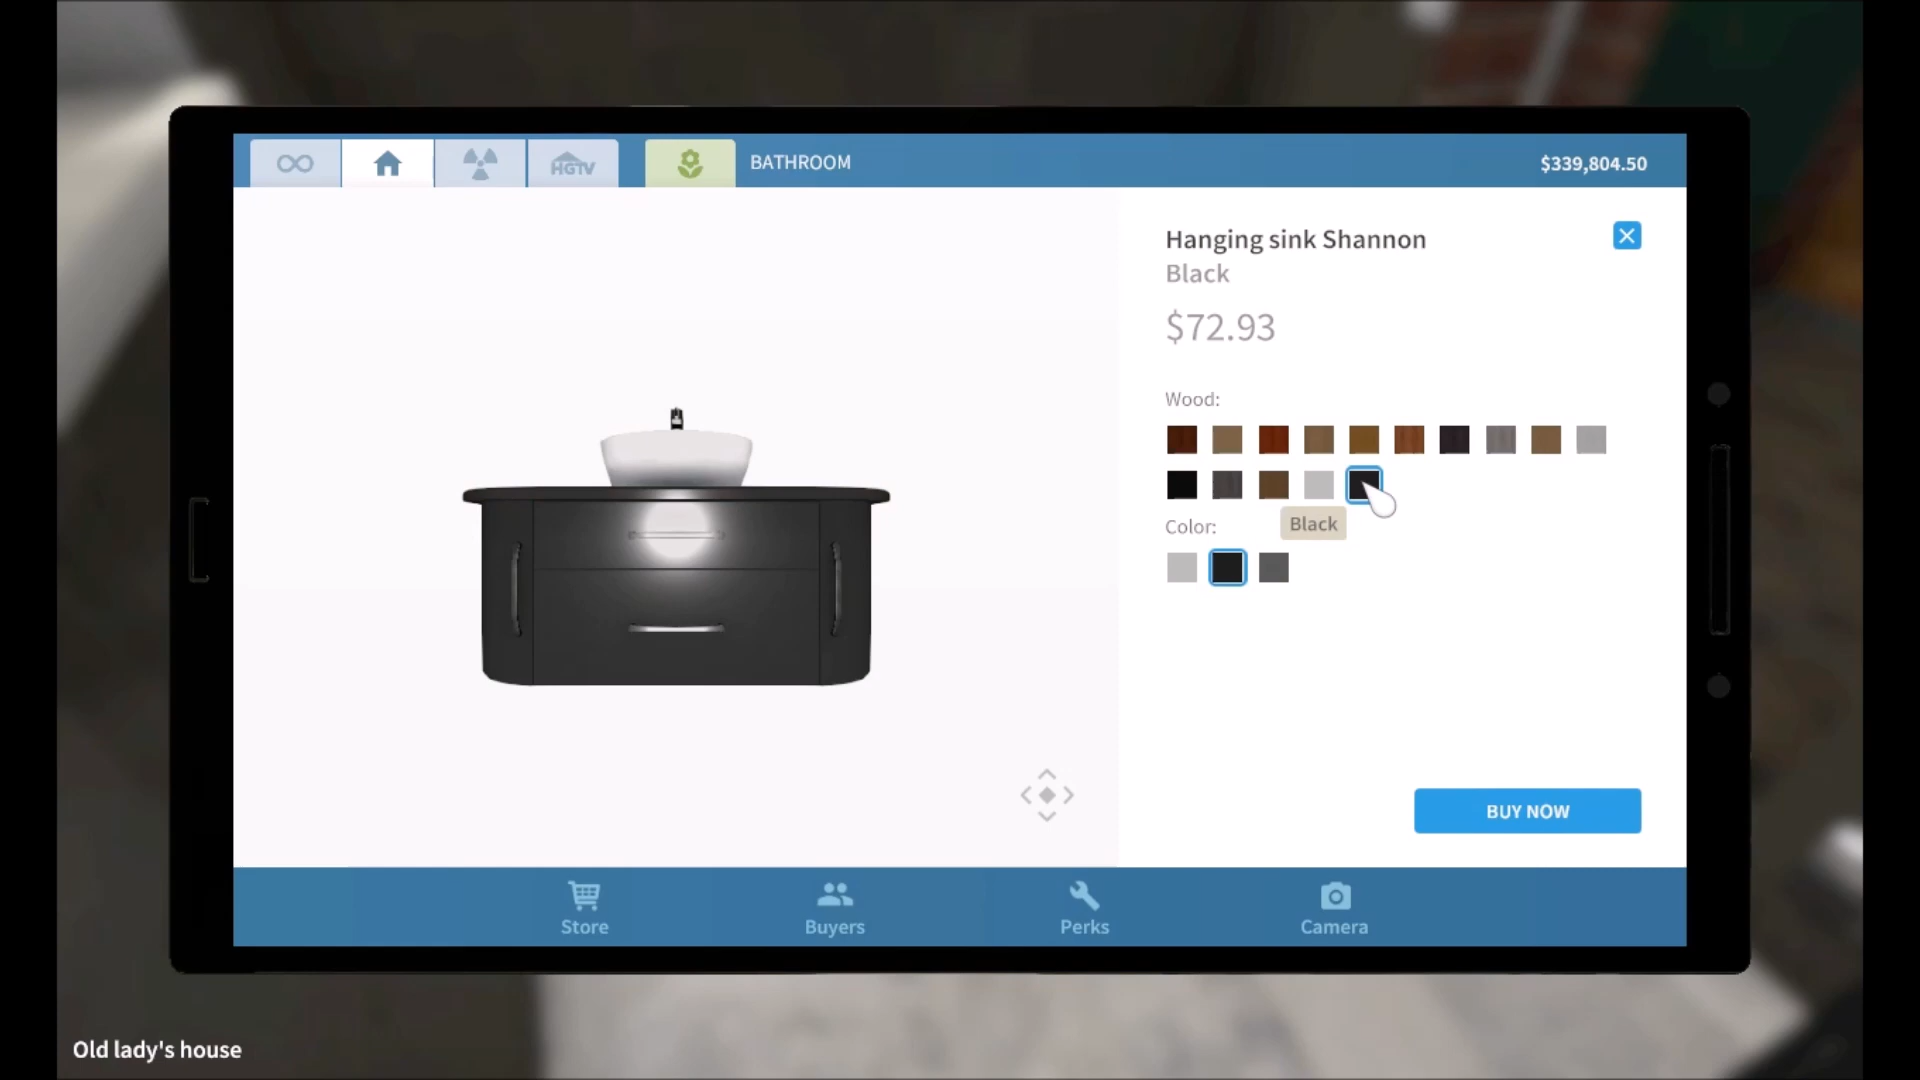 HGTV
BATHROOM
$339,804.50
Hanging sink Shannon
Black
$72.93
Wood:
Black
Color:
BUY NOW
Store
Buyers
Perks
Camera
Old lady's house